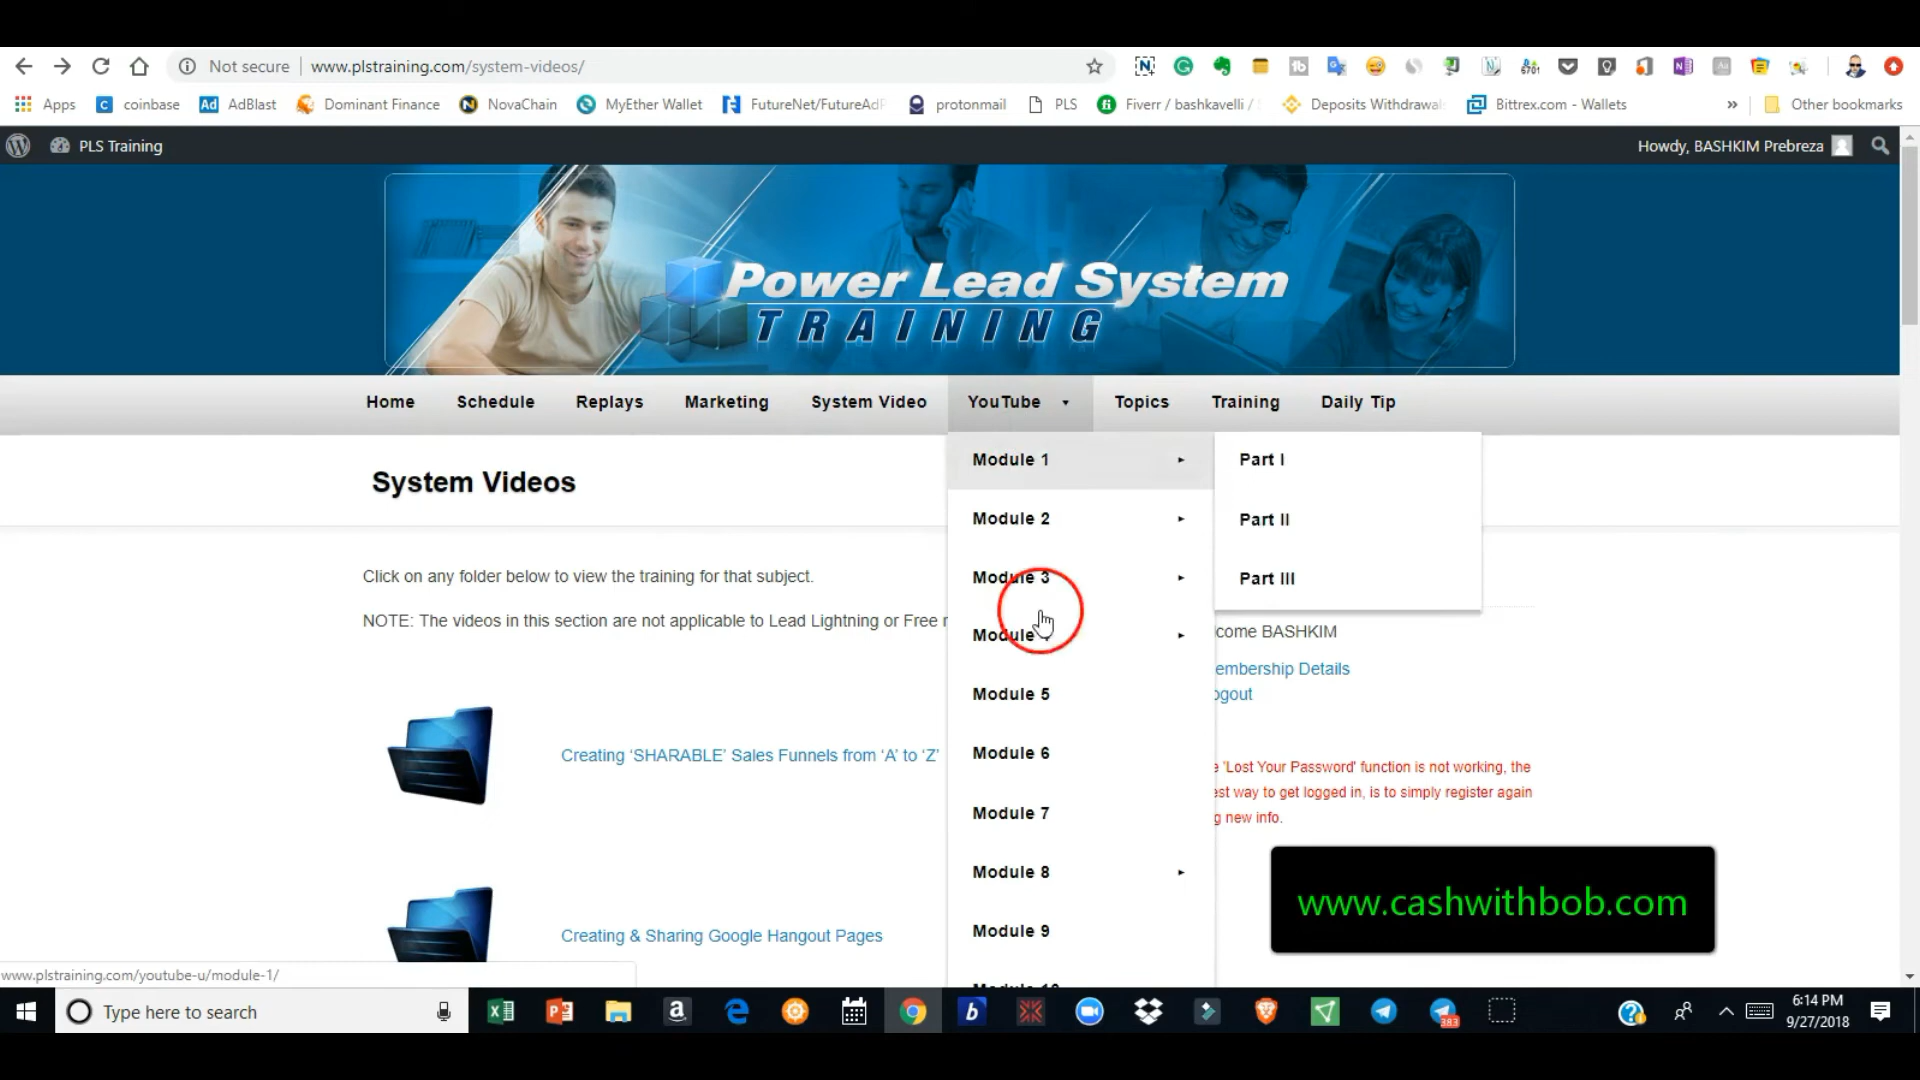 Not secure www.plstraining.com/system-videos/
Apps coinbase AdBlast Dominant Finance NovaChain MyEther Wallet FutureNet/FutureAdP protonmail PLS Fiverr / bashkavelli / Deposits Withdrawal Bittrex.com - Wallets » Other bookmarks
PLS Training Howdy, BASHKIM Prebreza
Power Lead System
TRAINING
Home Schedule Replays Marketing System Video YouTube Topics Training Daily Tip
Module 1 Part I
System Videos
Module 2 Part II
Click on any folder below to view the training for that subject.
Module 3 Part III
NOTE: The videos in this section are not applicable to Lead Lightning or Free
Module come BASHKIM
embership Details
Module 5 ogout
Creating ‘SHARABLE’ Sales Funnels from ‘A’ to ‘Z’
Module 6
'Lost Your Password' function is not working, the
est way to get logged in, is to simply register again
g new info.
Module 7
Module 8
www.cashwithbob.com
Module 9
Creating & Sharing Google Hangout Pages
www.plstraining.com/youtube-u/module-1/
Type here to search
383
6:14 PM
9/27/2018